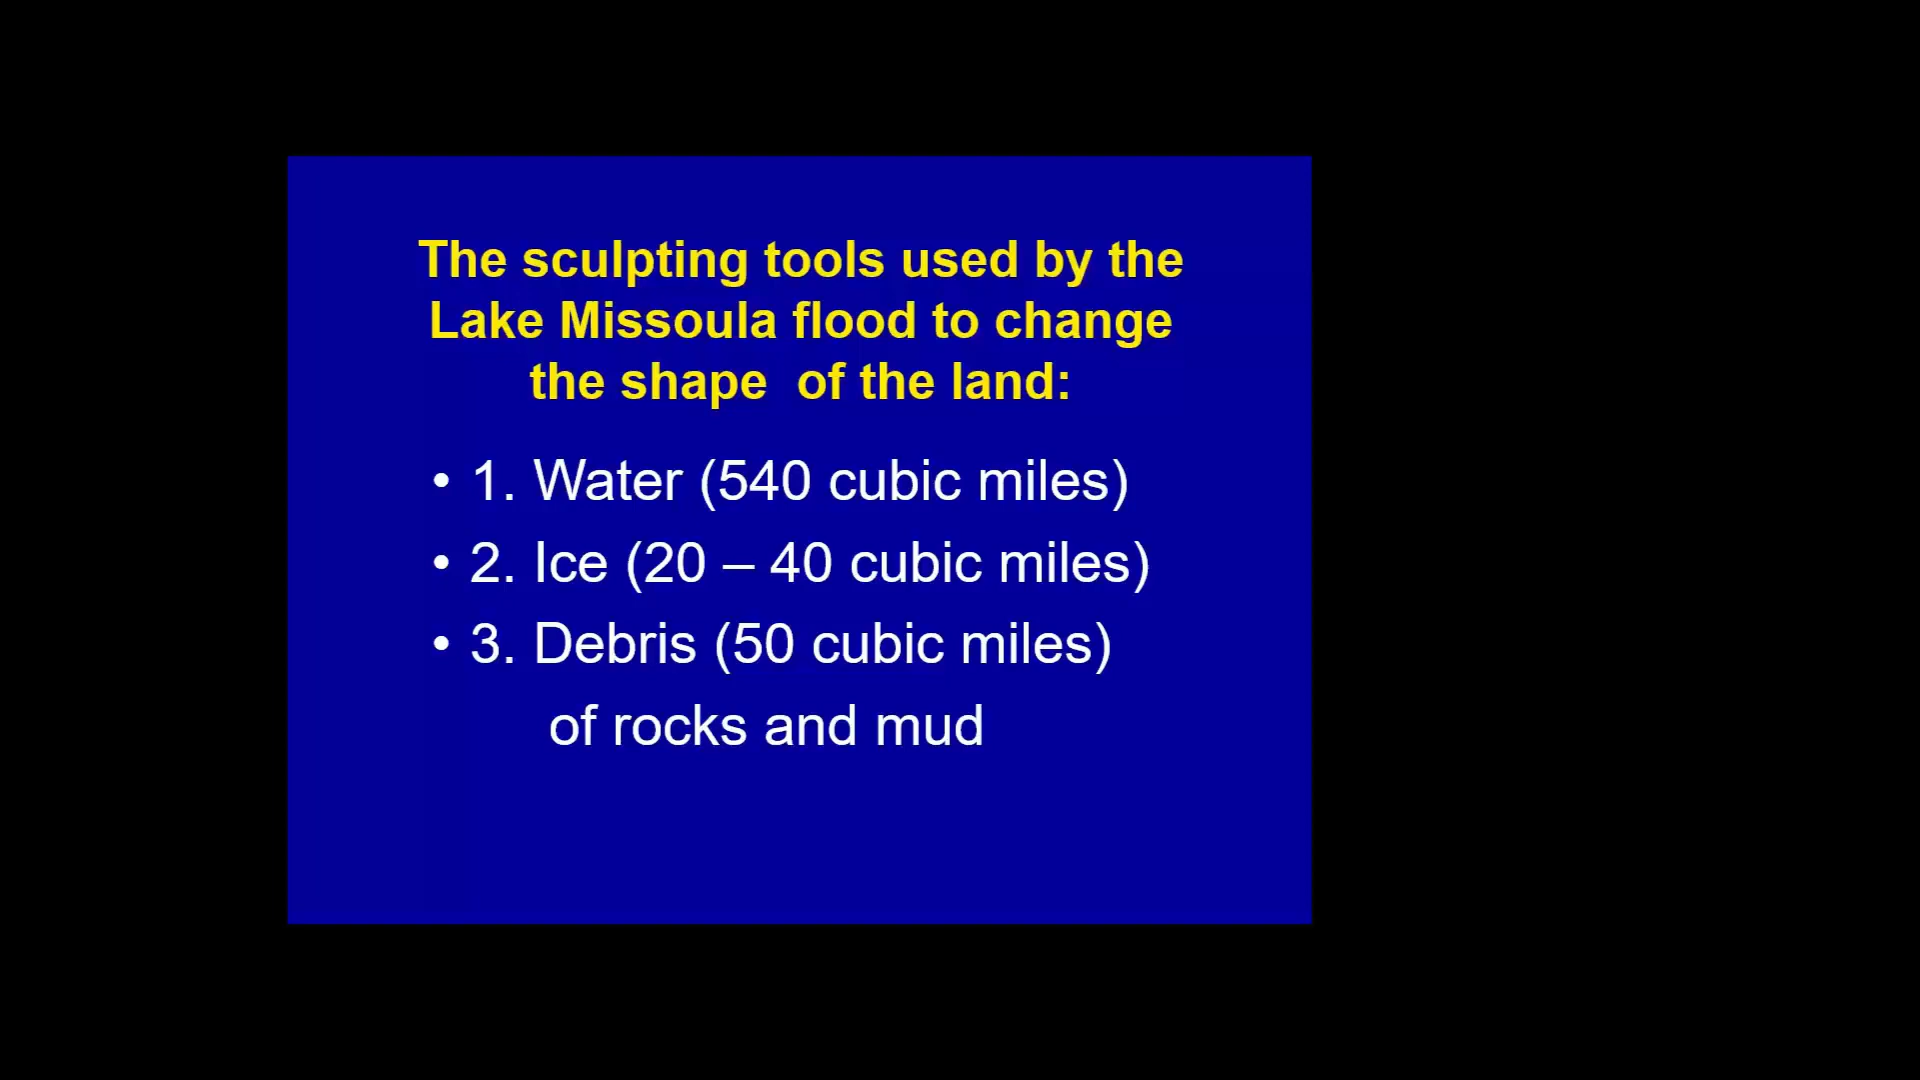 The sculpting tools used by the
Lake Missoula flood to change
the shape  of the land:
• 1. Water (540 cubic miles)
• 2. Ice (20 – 40 cubic miles)
• 3. Debris (50 cubic miles)
of rocks and mud